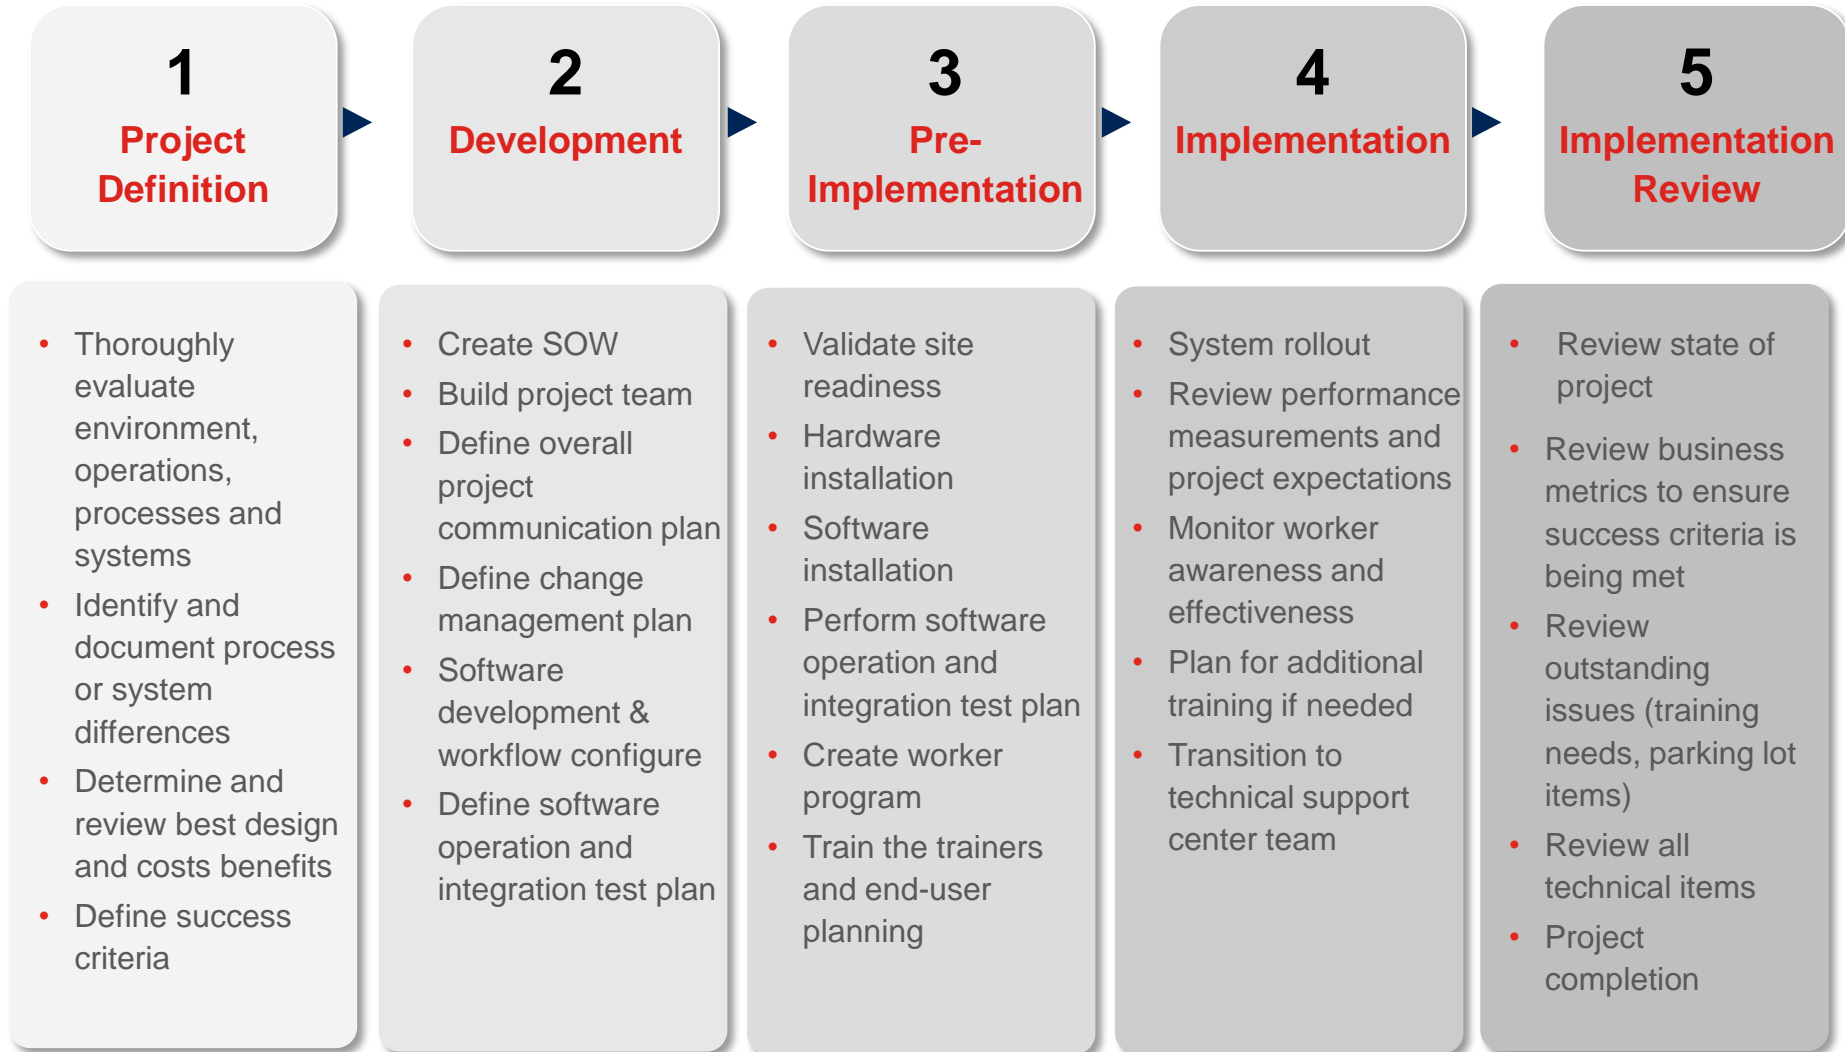 1
Project
Definition
2
Development
3
Pre-
Implementation
4
Implementation
5
Implementation
Review
• Thoroughly
evaluate
environment,
operations,
processes and
systems
• Identify and
document process
or system
differences
• Determine and
review best design
and costs benefits
• Define success
criteria
• Create SOW
• Build project team
• Define overall
project
communication plan
• Define change
management plan
• Software
development &
workflow configure
• Define software
operation and
integration test plan
• Validate site
readiness
• Hardware
installation
• Software
installation
• Perform software
operation and
integration test plan
• Create worker
program
• Train the trainers
and end-user
planning
• System rollout
• Review performance
measurements and
project expectations
• Monitor worker
awareness and
effectiveness
• Plan for additional
training if needed
• Transition to
technical support
center team
• Review state of
project
• Review business
metrics to ensure
success criteria is
being met
• Review
outstanding
issues (training
needs, parking lot
items)
• Review all
technical items
• Project
completion